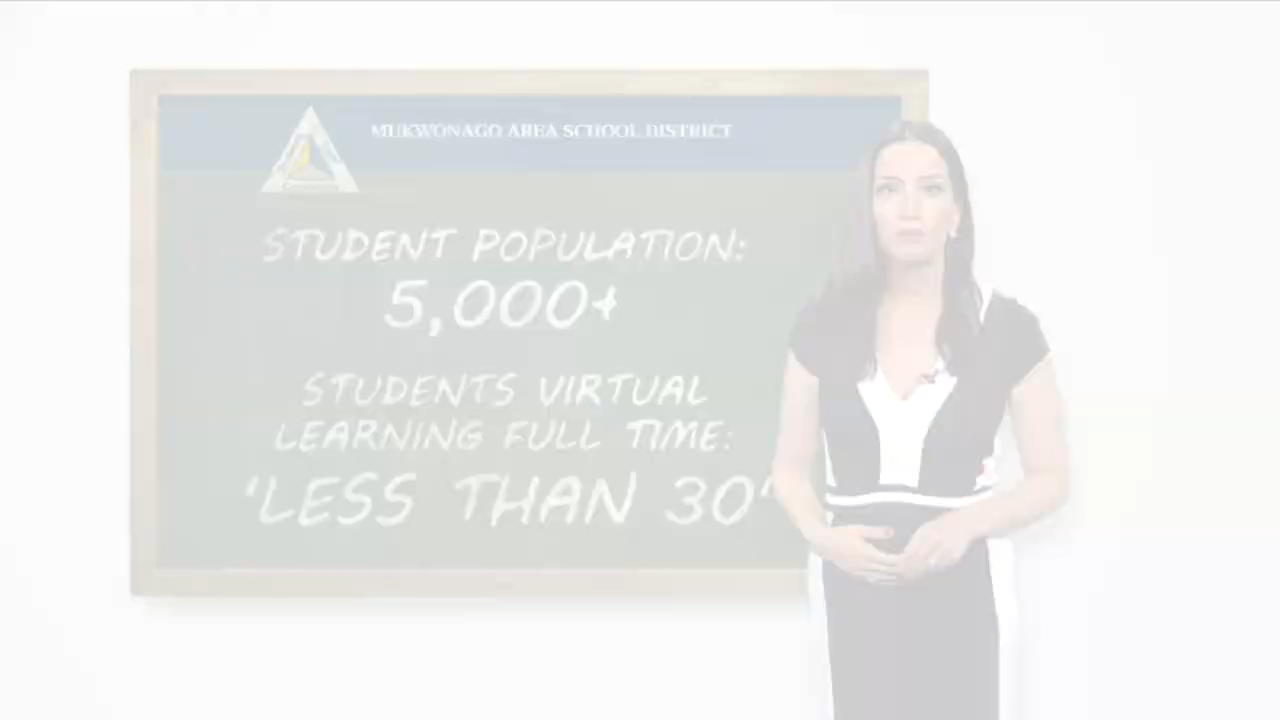 MUKWONAGO AREA SCHOOL DISTRICT
STUDENT POPULATION:
5,000+
STUDENTS VIRTUAL
LEARNING FULL TIME:
'LESS THAN 30'